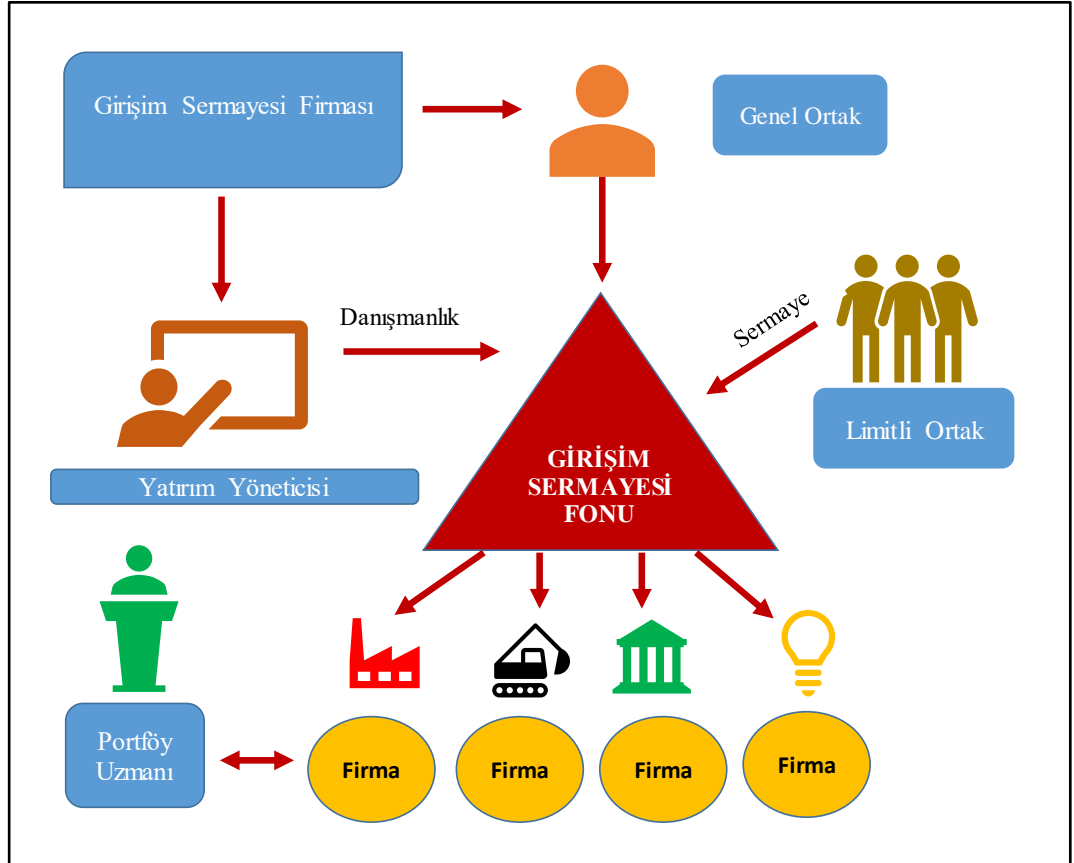 Girişim Sermayesi Firması
Genel Ortak
Danışmanlık
Sermaye
Limitli Ortak
Yatırım Yöneticisi
GİRİŞİM
SERMAYESİ
FONU
Portföy
Uzmanı
Firma
Firma
Firma
Firma